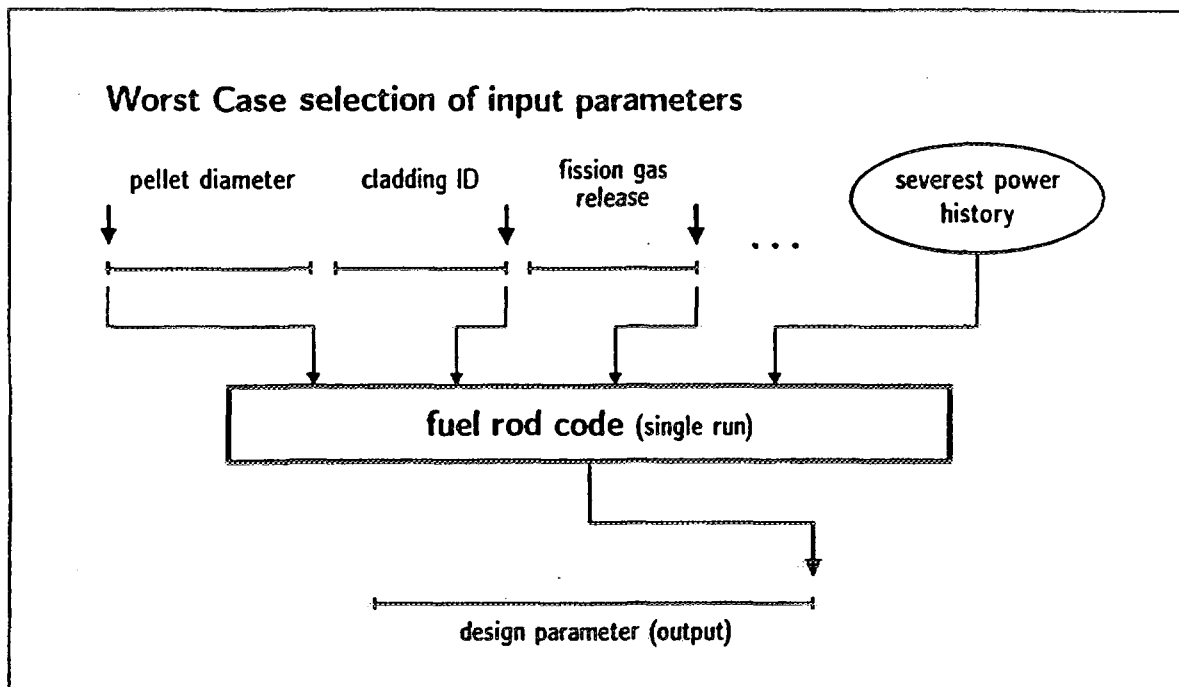 Worst Case selection of input parameters
pellet diameter
cladding ID
fission gas
release
...
severest power
history
fuel rod code (single run)
design parameter (output)